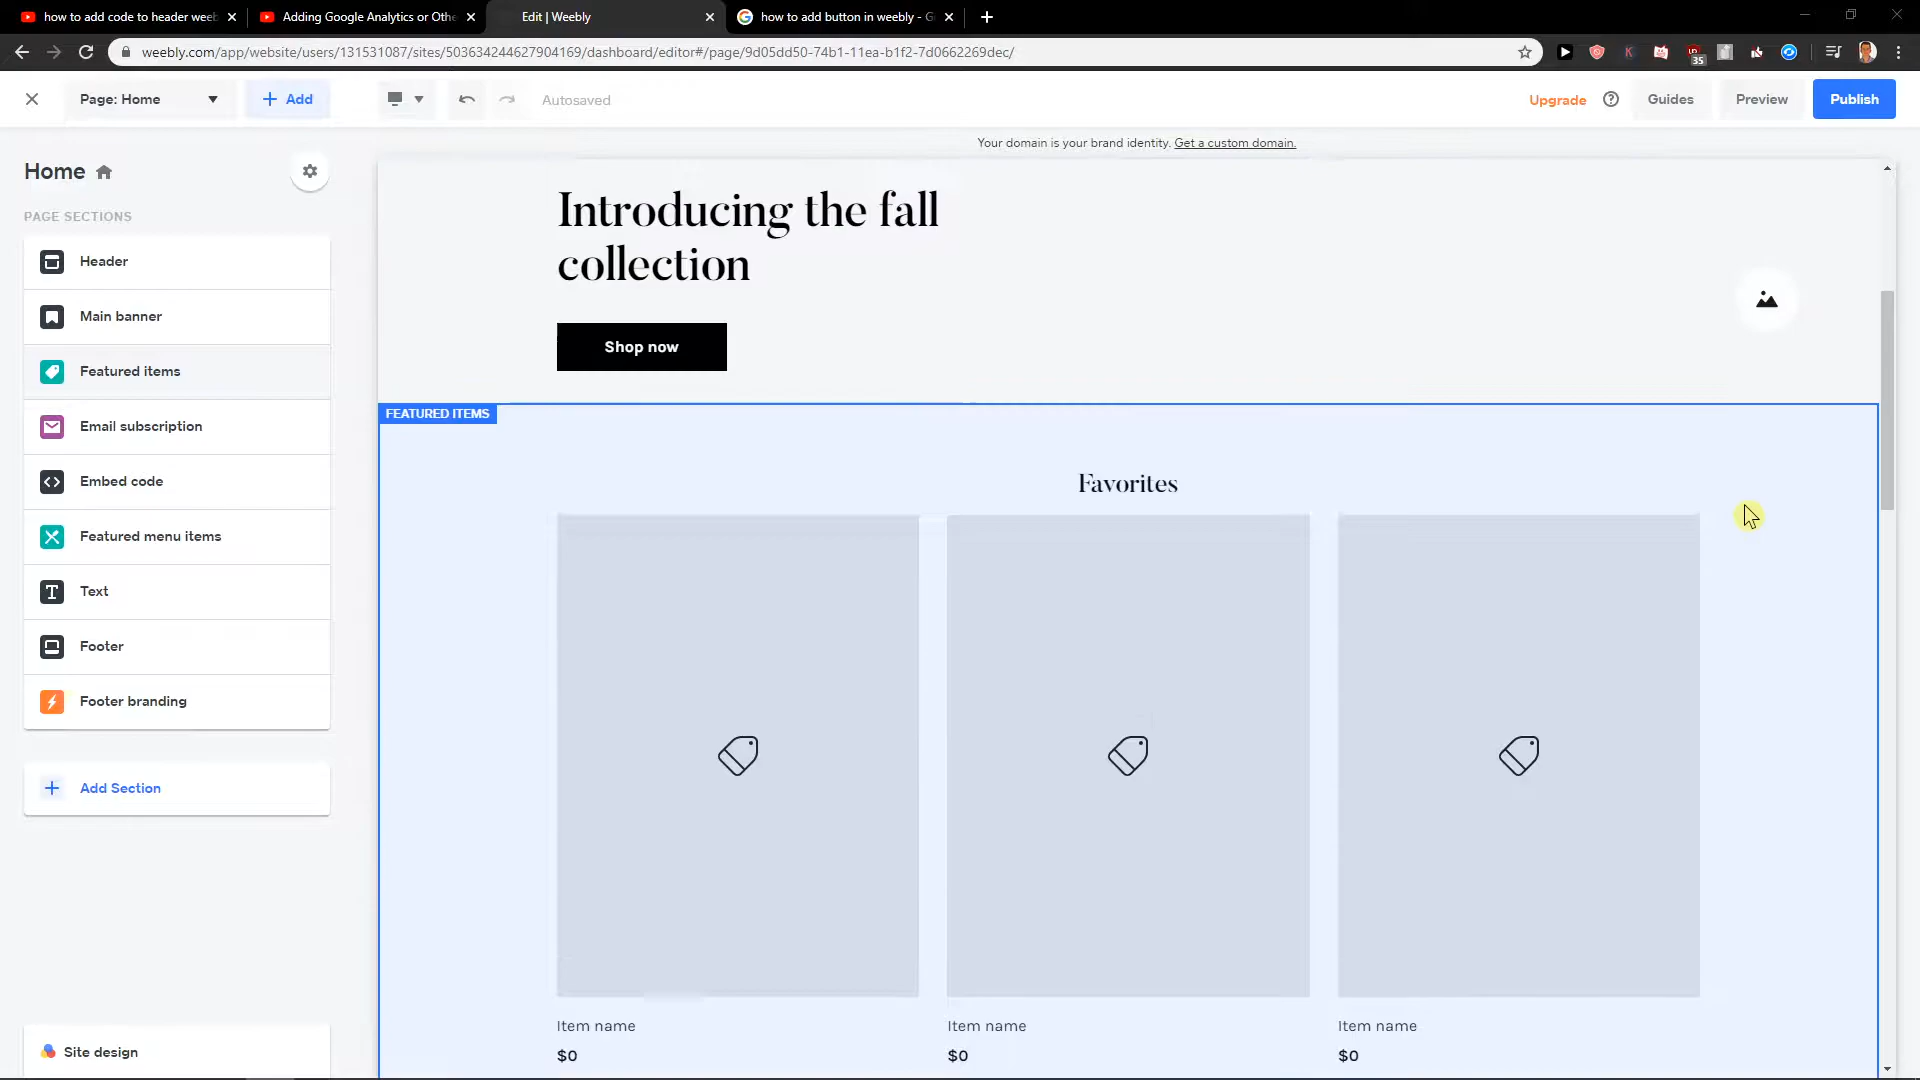 how to add code to header weeb
Adding Google Analytics or Othe
Edit | Weebly
how to add button in weebly - G
weebly.com/app/website/users/131531087/sites/503634244627904169/dashboard/editor#/page/9d05dd50-74b1-11ea-b1f2-7d0662269dec/
35
Page: Home
Add
Autosaved
Upgrade
Guides
Preview
Publish
Your domain is your brand identity. Get a custom domain.
Home
PAGE SECTIONS
Header
Main banner
Featured items
Email subscription
Embed code
Featured menu items
Text
Footer
Footer branding
Add Section
Site design
Introducing the fall
collection
Shop now
FEATURED ITEMS
Favorites
Item name
$0
Item name
$0
Item name
$0